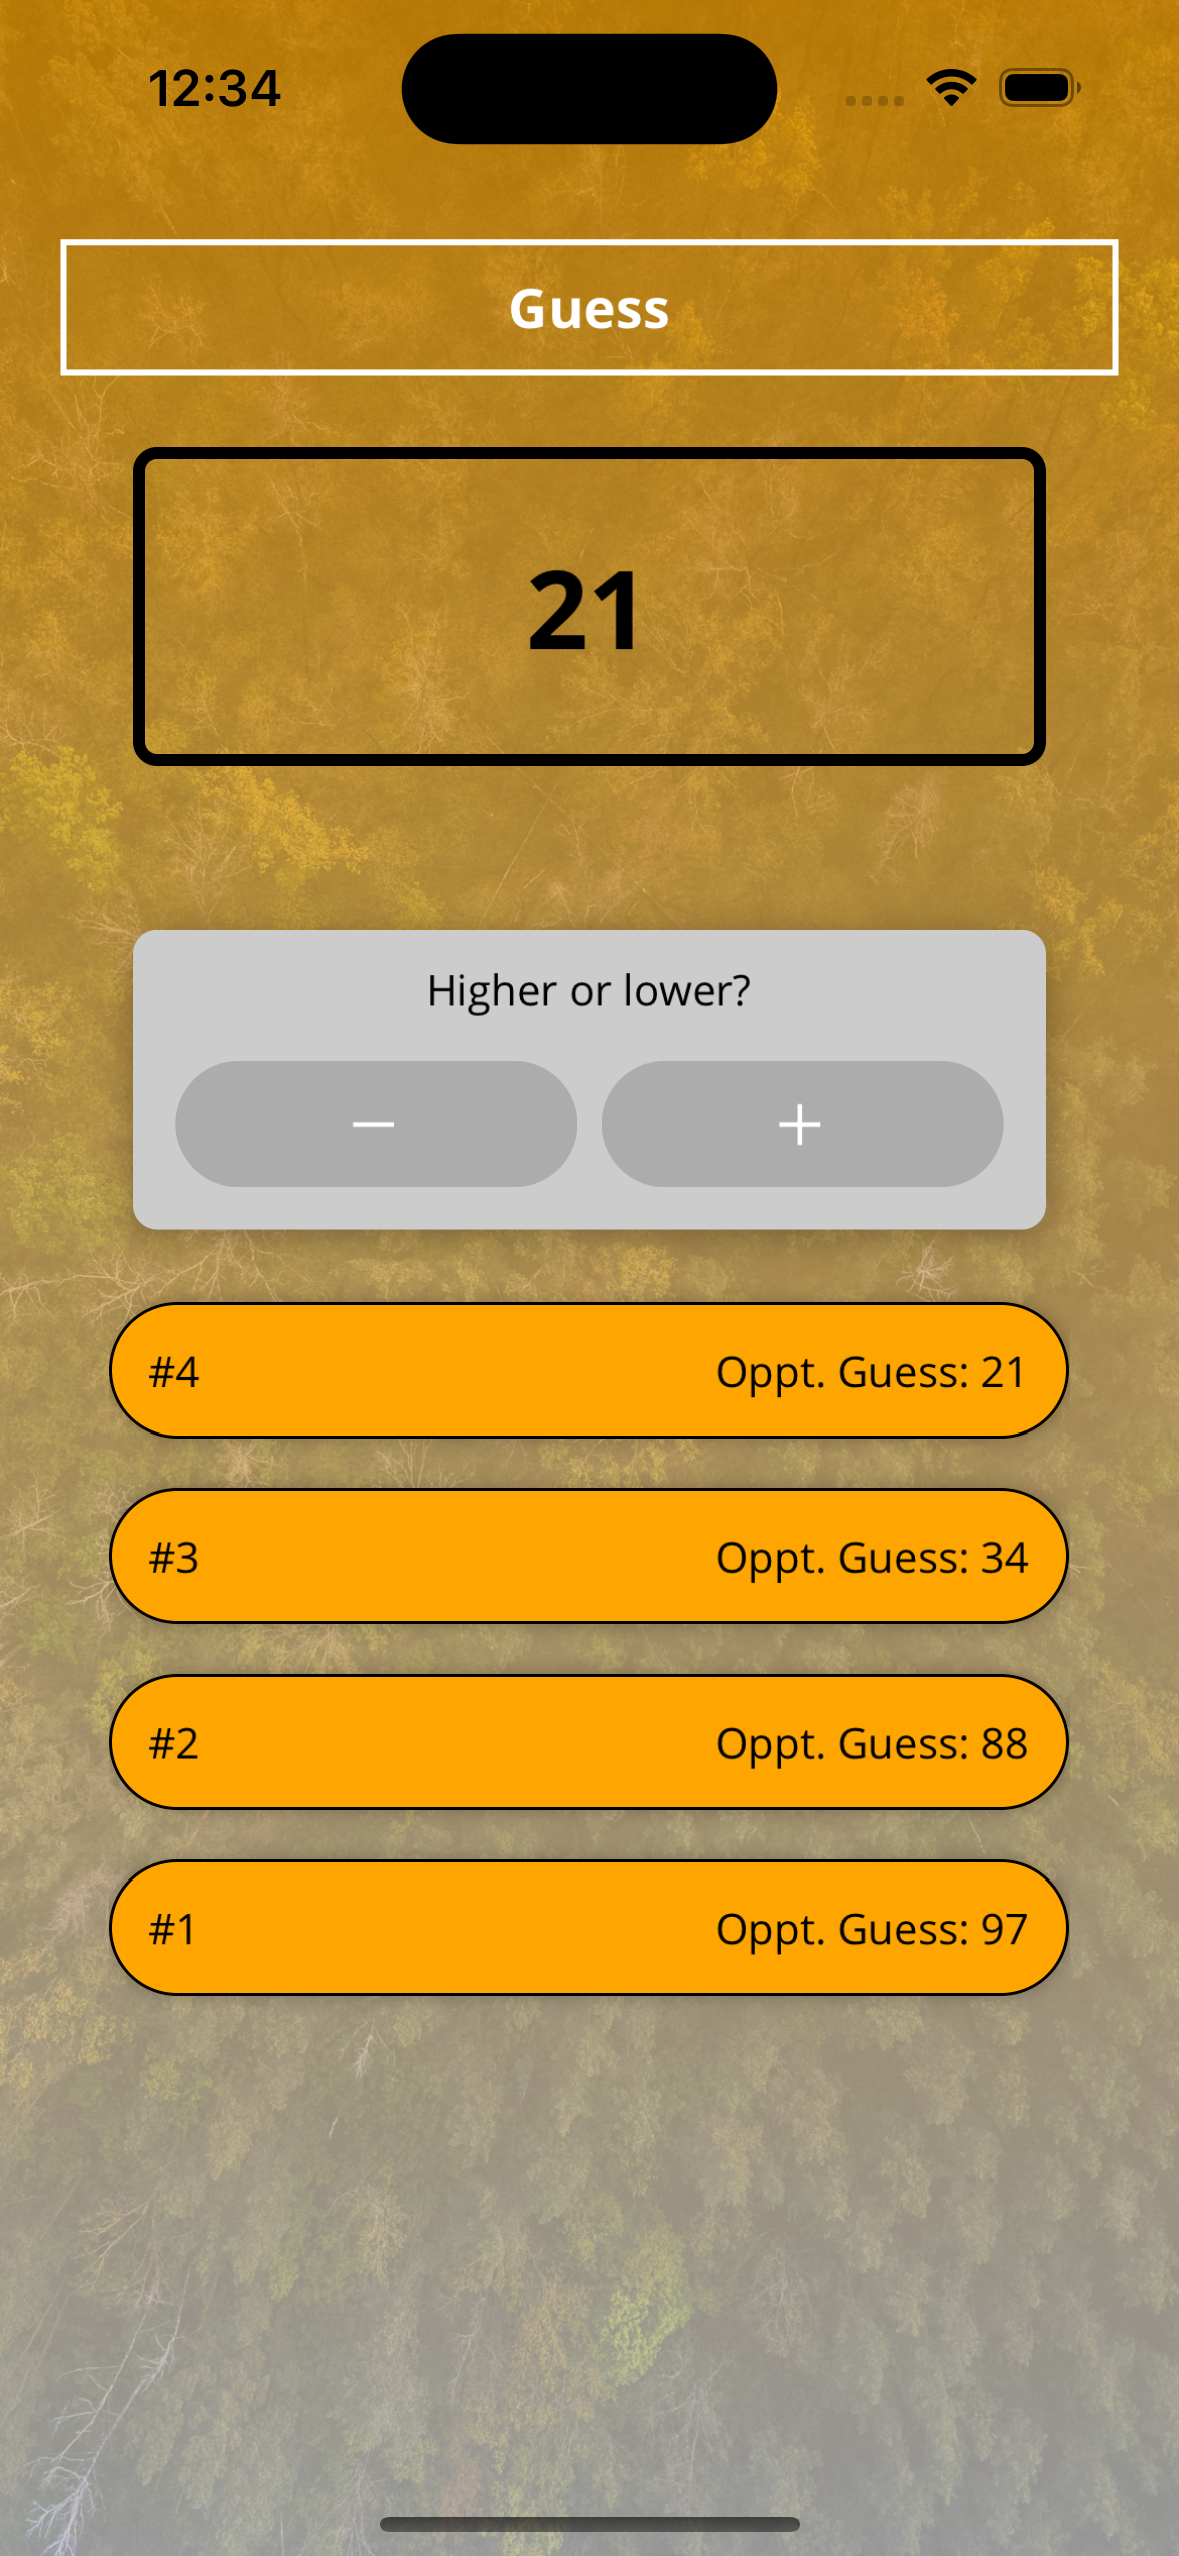 12:34
Guess
21
Higher or lower?
− +
#4 Oppt. Guess: 21
#3 Oppt. Guess: 34
#2 Oppt. Guess: 88
#1 Oppt. Guess: 97